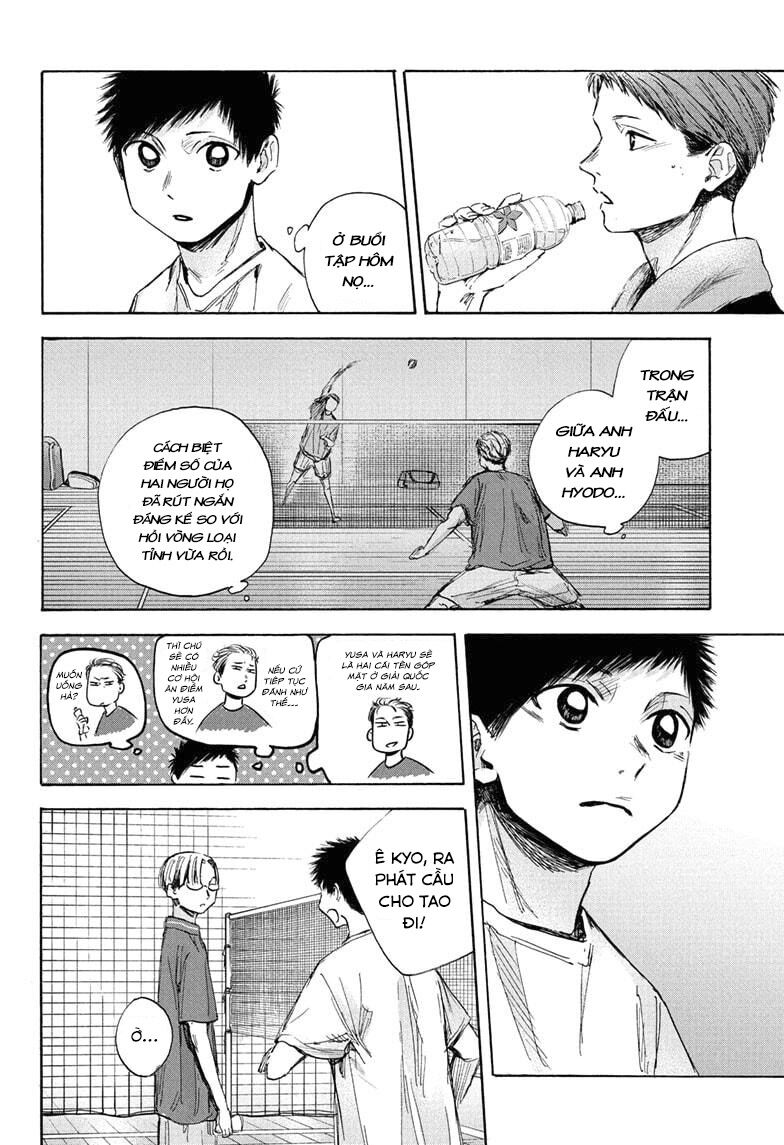 Ở BUỔI
TẬP HÔM
NỌ...
TRONG
TRẬN
ĐẤU...
GIỮA ANH
HARYU
VÀ ANH
HYODO...
CÁCH BIỆT
ĐIỂM SỐ CỦA
HAI NGƯỜI HỌ
ĐÃ RÚT NGẮN
ĐÁNG KỂ SO VỚI
HỒI VÒNG LOẠI
TỈNH VỪA RỒI.
YUSA VÀ HARYU SẼ
LÀ HAI CÁI TÊN GÓP
MẶT Ở GIẢI QUỐC
GIA NĂM SAU.
NẾU CỨ
TIẾP TỤC
ĐÁNH NHƯ
THẾ...
THÌ CHÚ
SẼ CÓ
NHIỀU
CƠ HỘI
ĂN ĐIỂM
YUSA
HƠN
ĐẤY.
MUỐN
UỐNG
HẢ?
Ê KYO, RA
PHÁT CẦU
CHO TAO
ĐI!
Ờ...